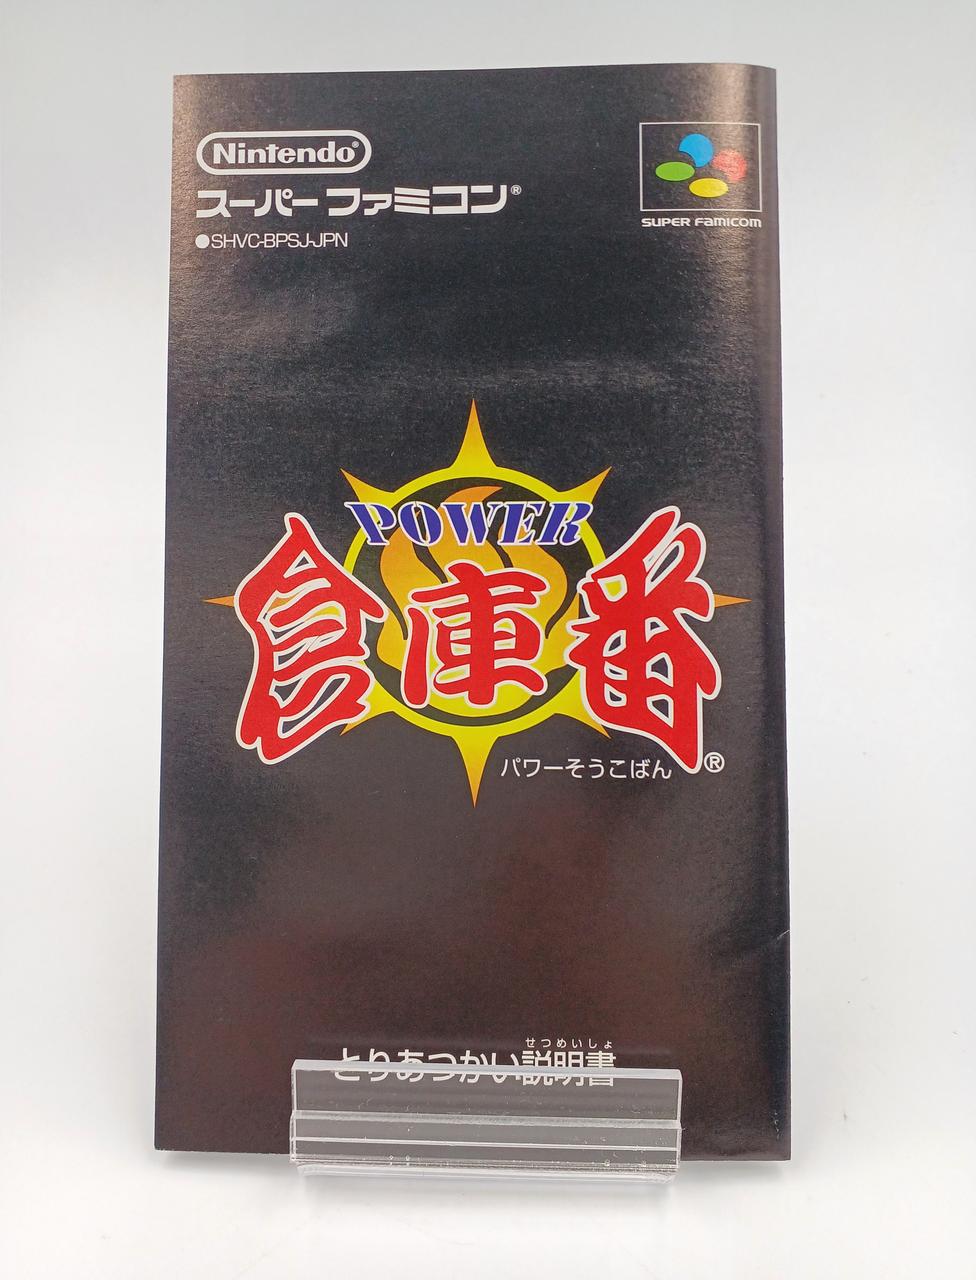 Nintendo®
スーパーファミコン®
●SHVC-BPSJ-JPN
SUPER FAMICOM
POWER
倉庫番
パワーそうこばん
®
せつめいしょ
とりあつかい説明書